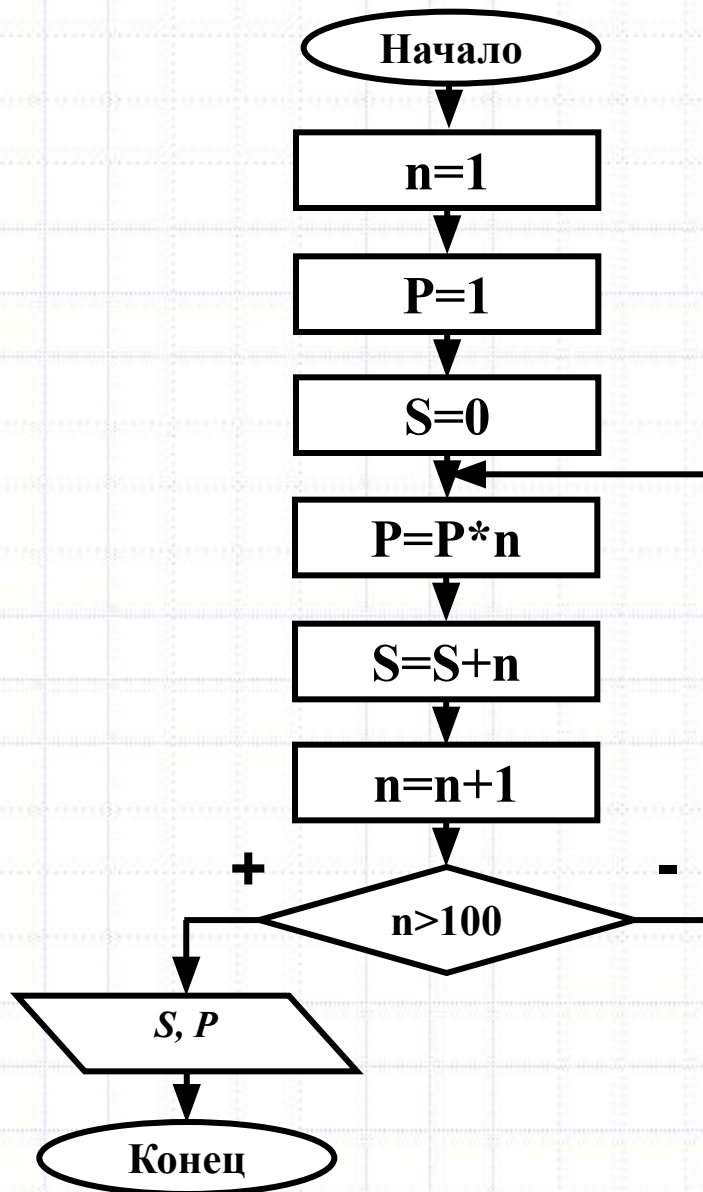 Начало
n=1
P=1
S=0
P=P*n
S=S+n
n=n+1
+ -
n>100
S, P
Конец